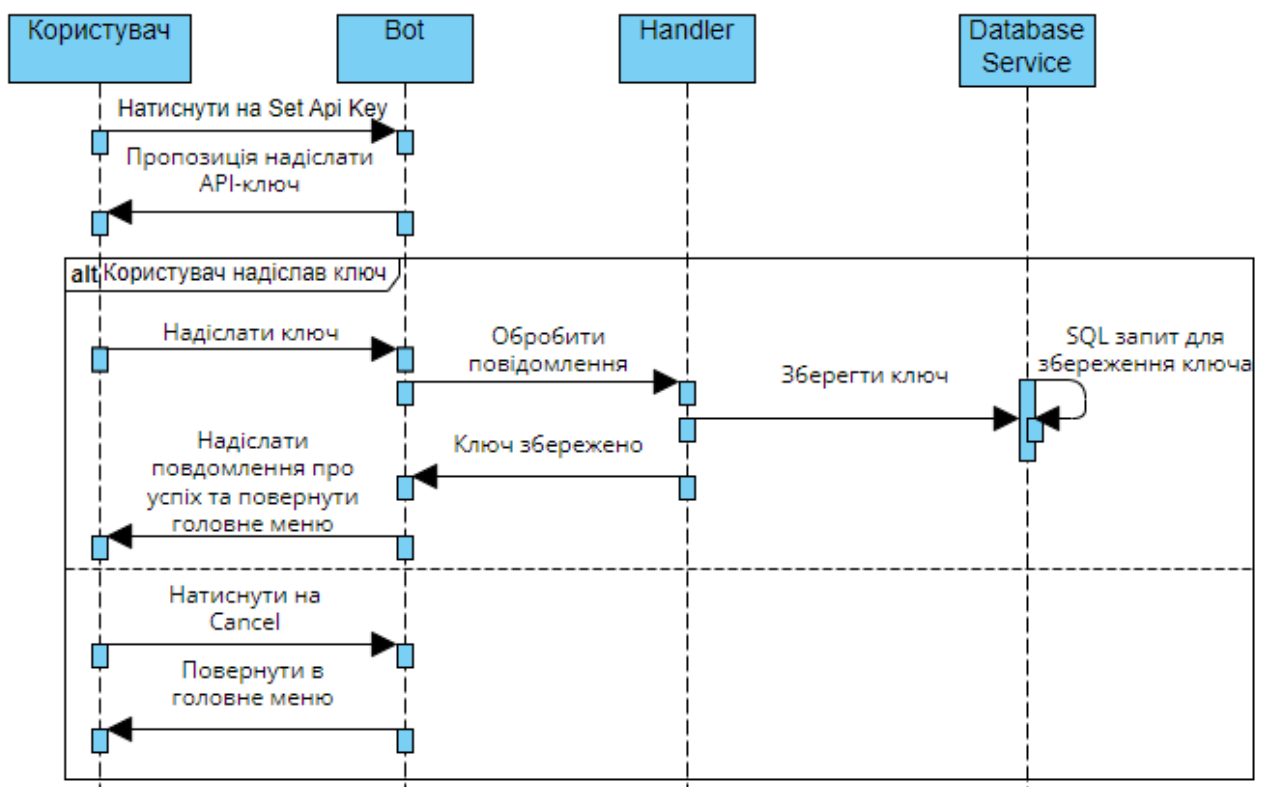 Користувач
Bot
Handler
Database
Service
Натиснути на Set Api Key
Пропозиція надіслати
API-ключ
alt Користувач надіслав ключ
Надіслати ключ
Обробити
повідомлення
SQL запит для
збереження ключа
Зберегти ключ
Надіслати
повдомлення про
успіх та повернути
головне меню
Ключ збережено
Натиснути на
Cancel
Повернути в
головне меню